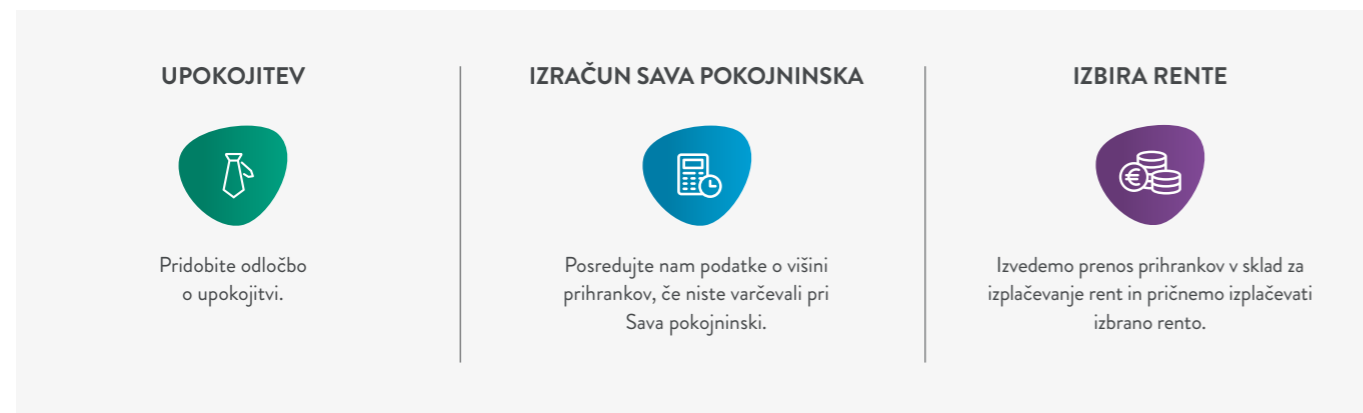 UPOKOJITEV
Pridobite odločbo
o upokojitvi.
IZRAČUN SAVA POKOJNINSKA
Posredujte nam podatke o višini
prihrankov, če niste varčevali pri
Sava pokojninski.
IZBIRA RENTE
€
Izvedemo prenos prihrankov v sklad za
izplačevanje rent in pričnemo izplačevati
izbrano rento.